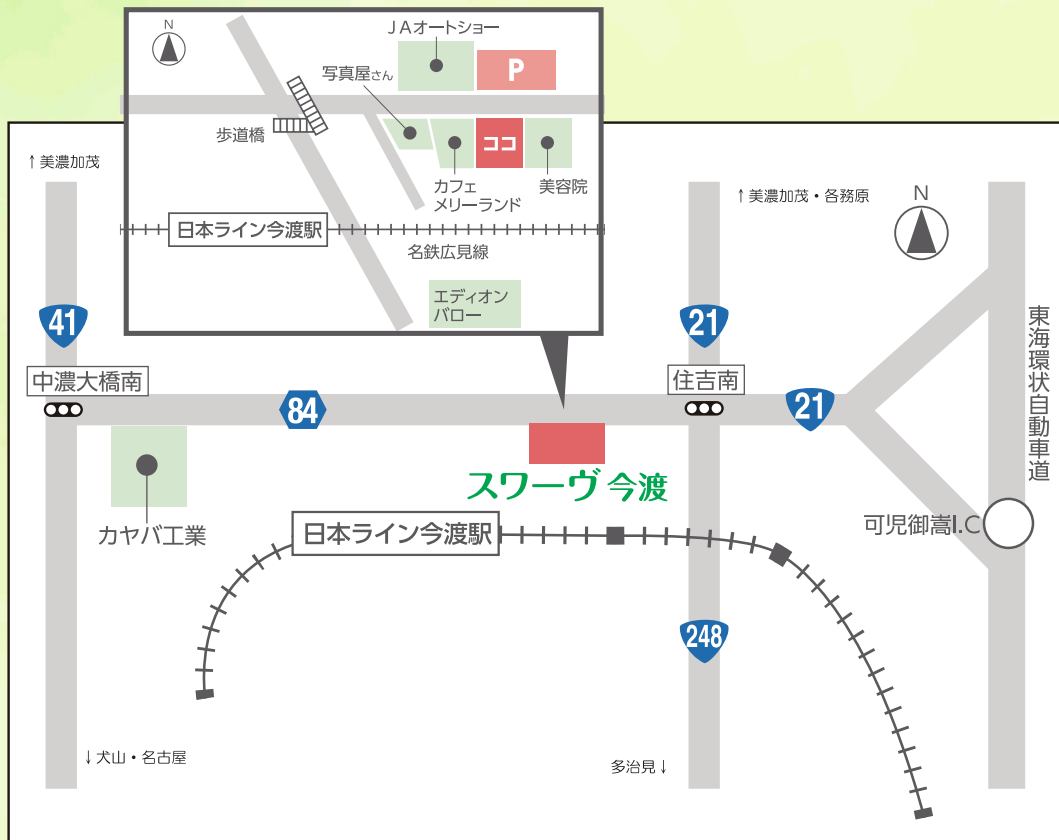 N
JAオートショー
P
写真屋さん
歩道橋
ココ
カフェ
メリーランド
美容院
日本ライン今渡駅
名鉄広見線
エディオン
バロー
↑美濃加茂
↑美濃加茂・各務原
N
41
21
東海環状自動車道
中濃大橋南
住吉南
84
21
スワーヴ 今渡
カヤバ工業
日本ライン今渡駅
可児御嵩I.C
248
↓犬山・名古屋
多治見↓